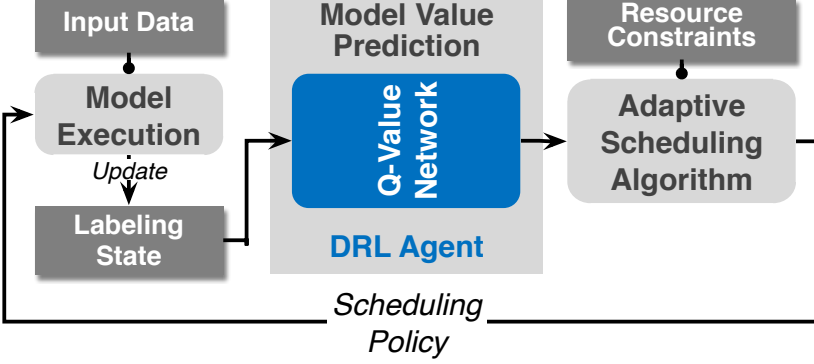 Input Data
Model
Execution
Update
Labeling
State
Model Value
Prediction
Q-Value
Network
DRL Agent
Resource
Constraints
Adaptive
Scheduling
Algorithm
Scheduling
Policy